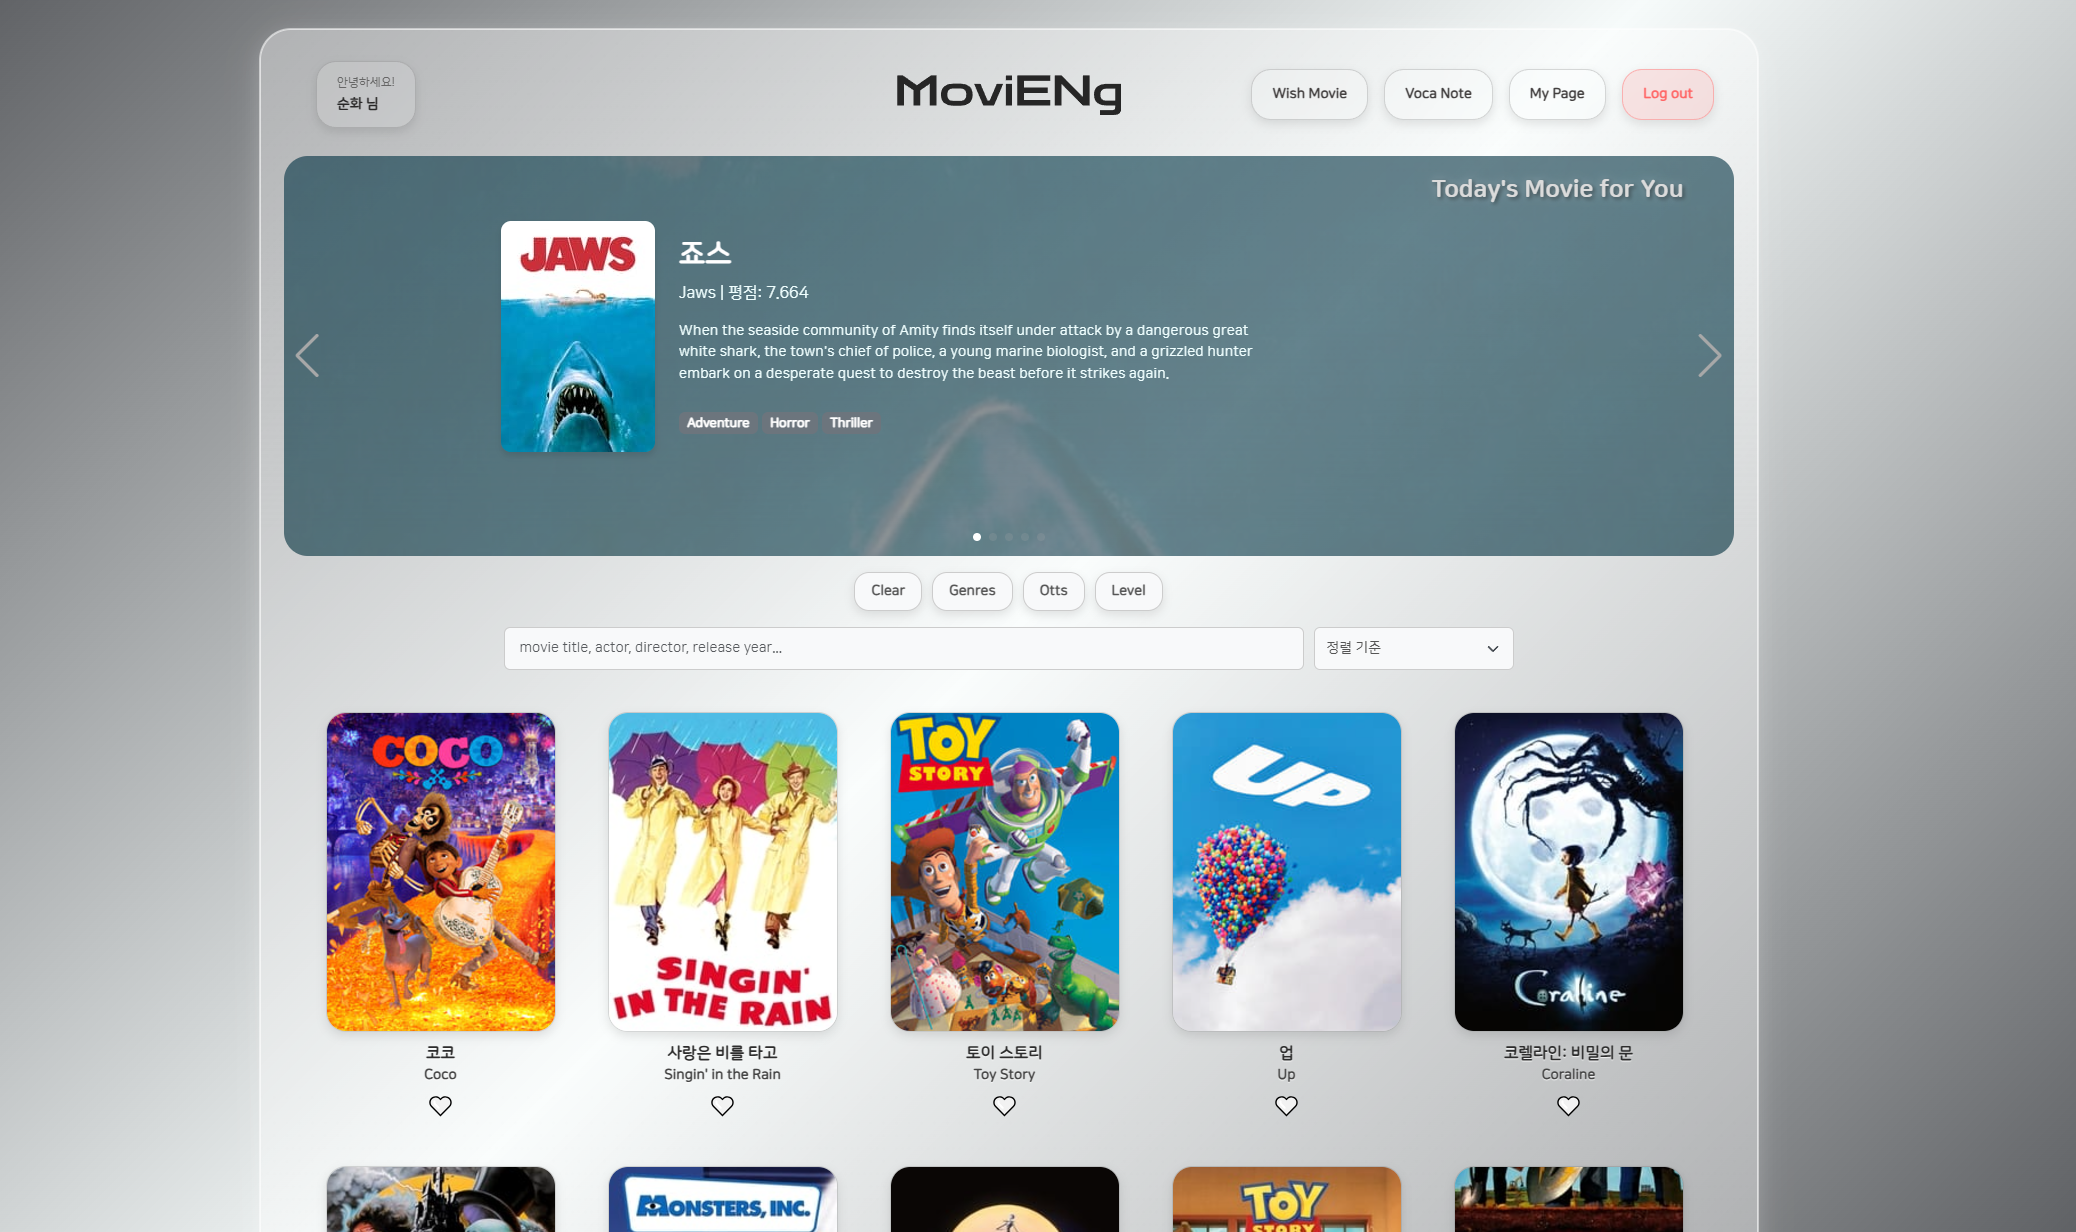 안녕하세요!
순화 님
MoviENg
Wish Movie
Voca Note
My Page
Log out
Today's Movie for You
JAWS
죠스
Jaws | 평점: 7.664
When the seaside community of Amity finds itself under attack by a dangerous great
white shark, the town's chief of police, a young marine biologist, and a grizzled hunter
embark on a desperate quest to destroy the beast before it strikes again.
Adventure Horror Thriller
Clear
Genres
Otts
Level
movie title, actor, director, release year...
정렬 기준
COCO
SINGIN'
IN THE RAIN
TOY
STORY
UP
Coraline
코코
Coco
사랑은 비를 타고
Singin' in the Rain
토이 스토리
Toy Story
업
Up
코렐라인: 비밀의 문
Coraline
MONSTERS, INC.
TOY
STORY